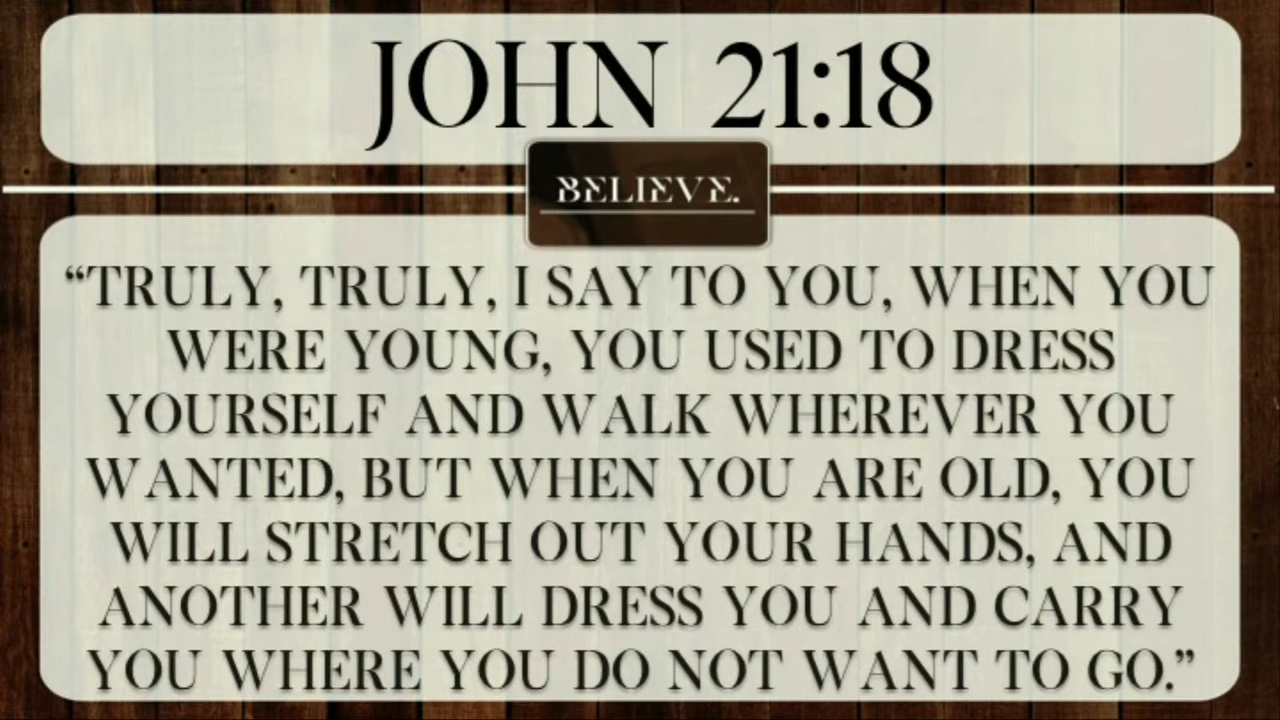 JOHN 21:18
BELIEVE.
“TRULY, TRULY, I SAY TO YOU, WHEN YOU
WERE YOUNG, YOU USED TO DRESS
YOURSELF AND WALK WHEREVER YOU
WANTED, BUT WHEN YOU ARE OLD, YOU
WILL STRETCH OUT YOUR HANDS, AND
ANOTHER WILL DRESS YOU AND CARRY
YOU WHERE YOU DO NOT WANT TO GO.”